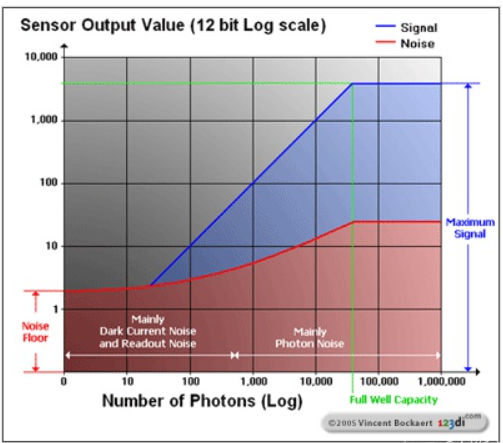 Sensor Output Value (12 bit Log scale)
Signal
Noise
10,000
1,000
100
10
1
Maximum
Signal
Noise
Floor
Mainly
Dark Current Noise
and Readout Noise
Mainly
Photon Noise
0
10
100
1,000
10,000
100,000
1,000,000
Number of Photons (Log)
Full Well Capacity
©2005 Vincent Bockaert 123di.com